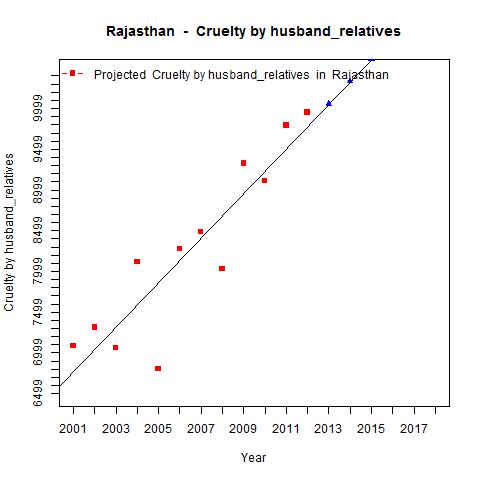 Rajasthan - Cruelty by husband_relatives
Projected Cruelty by husband_relatives in Rajasthan
Cruelty by husband_relatives
9999
9499
8999
8499
7999
7499
6999
6499
2001 2003 2005 2007 2009 2011 2013 2015 2017
Year